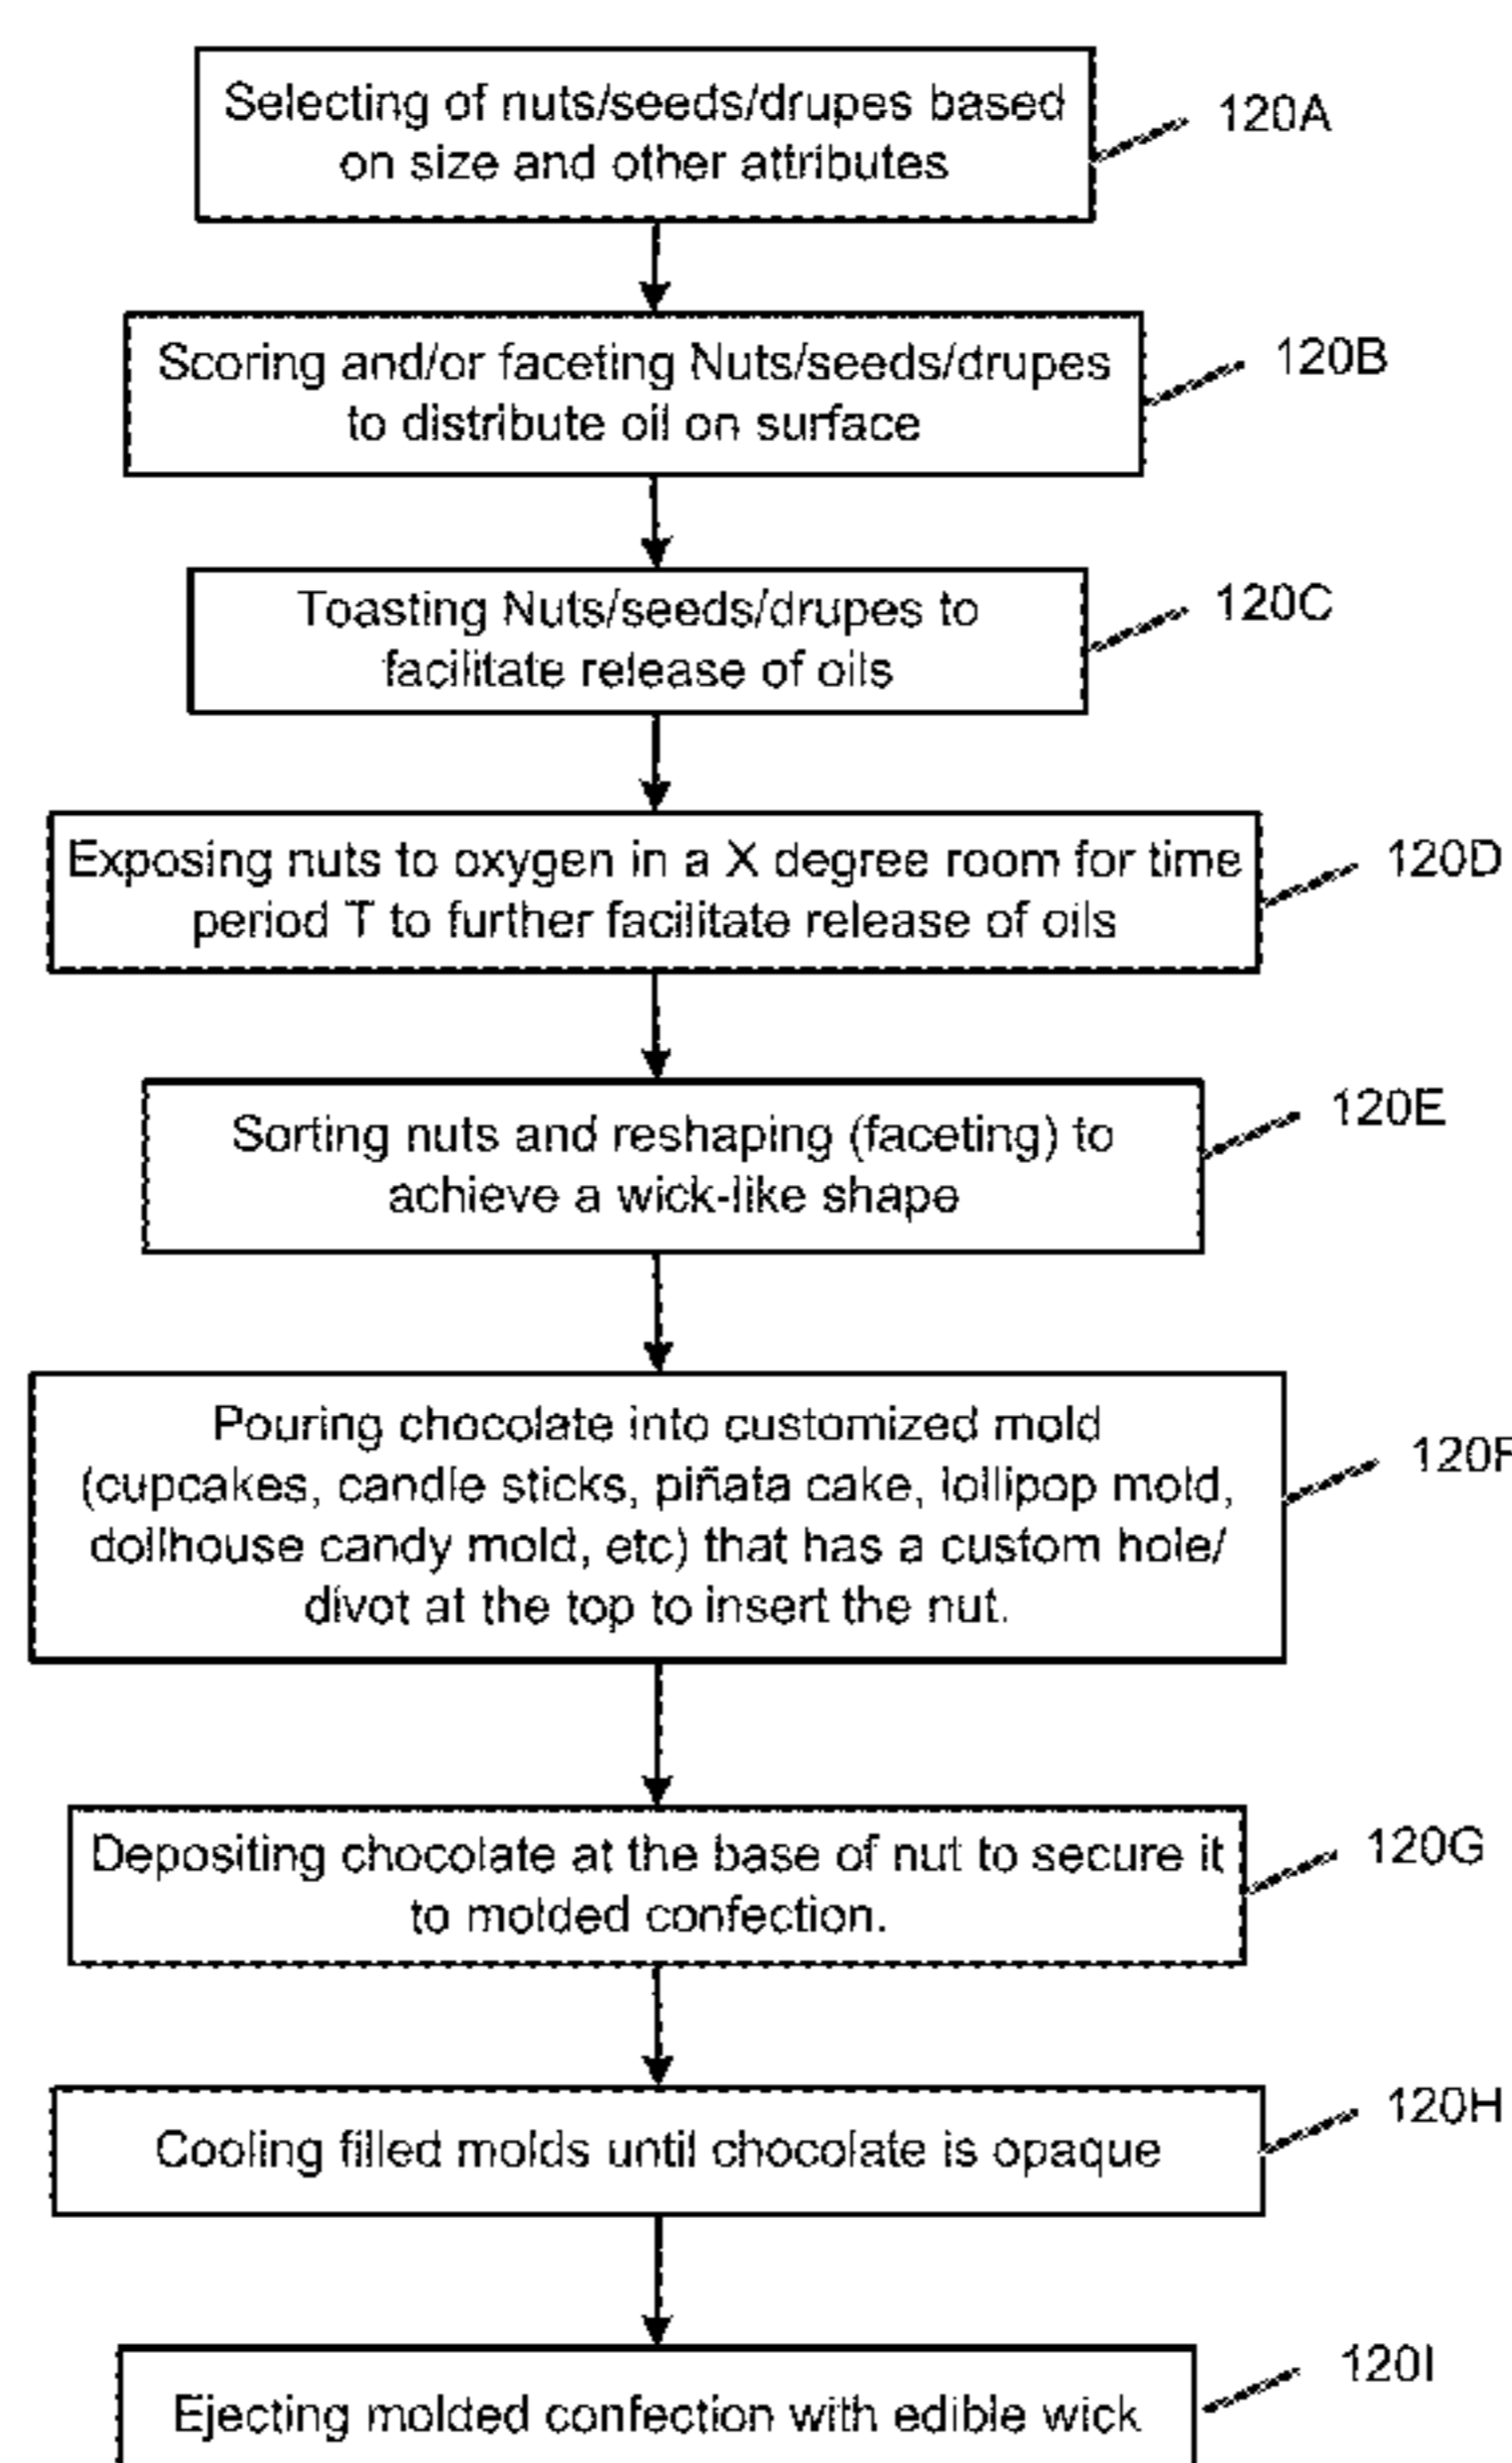 Selecting of nuts/seeds/drupes based
on size and other attributes
120A
Scoring and/or faceting Nuts/seeds/drupes
to distribute oil on surface
120B
Toasting Nuts/seeds/drupes to
facilitate release of oils
120C
Exposing nuts to oxygen in a X degree room for time
period T to further facilitate release of oils
120D
Sorting nuts and reshaping (faceting) to
achieve a wick-like shape
120E
Pouring chocolate into customized mold
(cupcakes, candle sticks, piñata cake, lollipop mold,
dollhouse candy mold, etc) that has a custom hole/
divot at the top to insert the nut.
120F
Depositing chocolate at the base of nut to secure it
to molded confection.
120G
Cooling filled molds until chocolate is opaque
120H
Ejecting molded confection with edible wick
120I